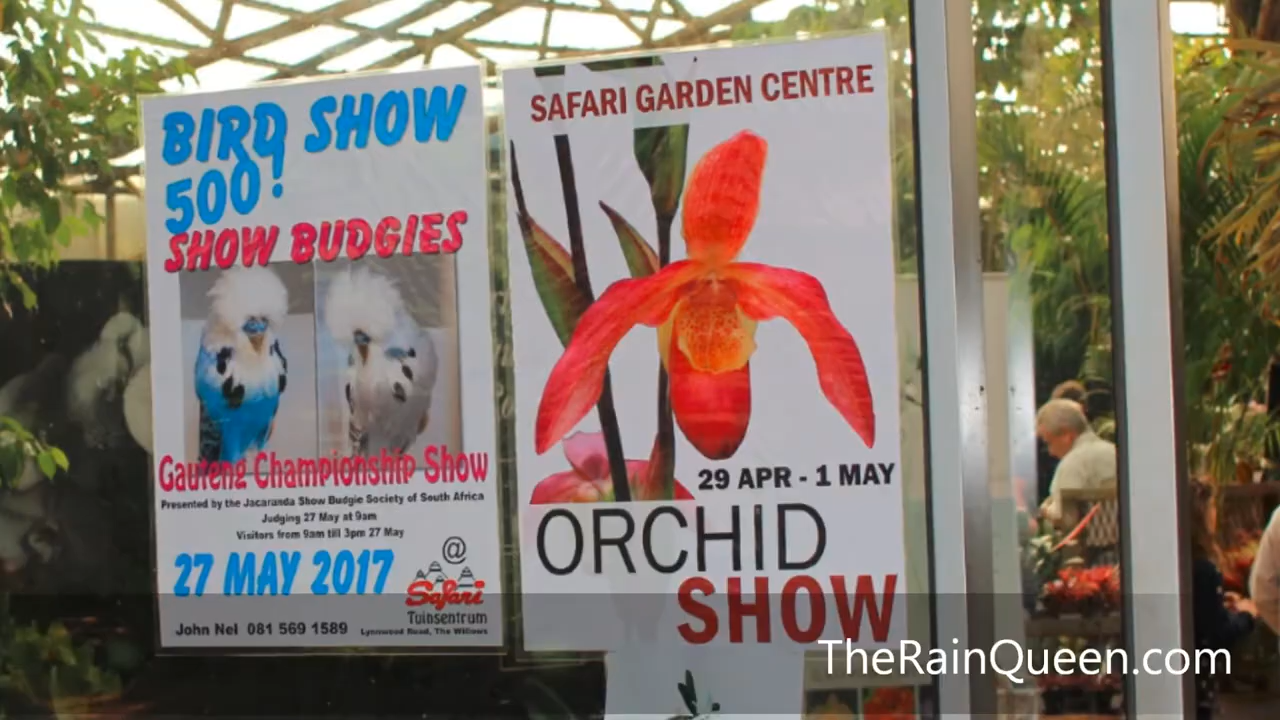 BIRD SHOW
500!
SHOW BUDGIES
Gauteng Championship Show
Presented by the Jacaranda Show Budgie Society of South Africa
Judging 27 May at 9am
Visitors from 9am till 3pm 27 May
27 MAY 2017
@
Safari
Tuinsentrum
John Nel 081 569 1589
Lynnwood Road, The Willows
SAFARI GARDEN CENTRE
29 APR - 1 MAY
ORCHID
SHOW
TheRainQueen.com